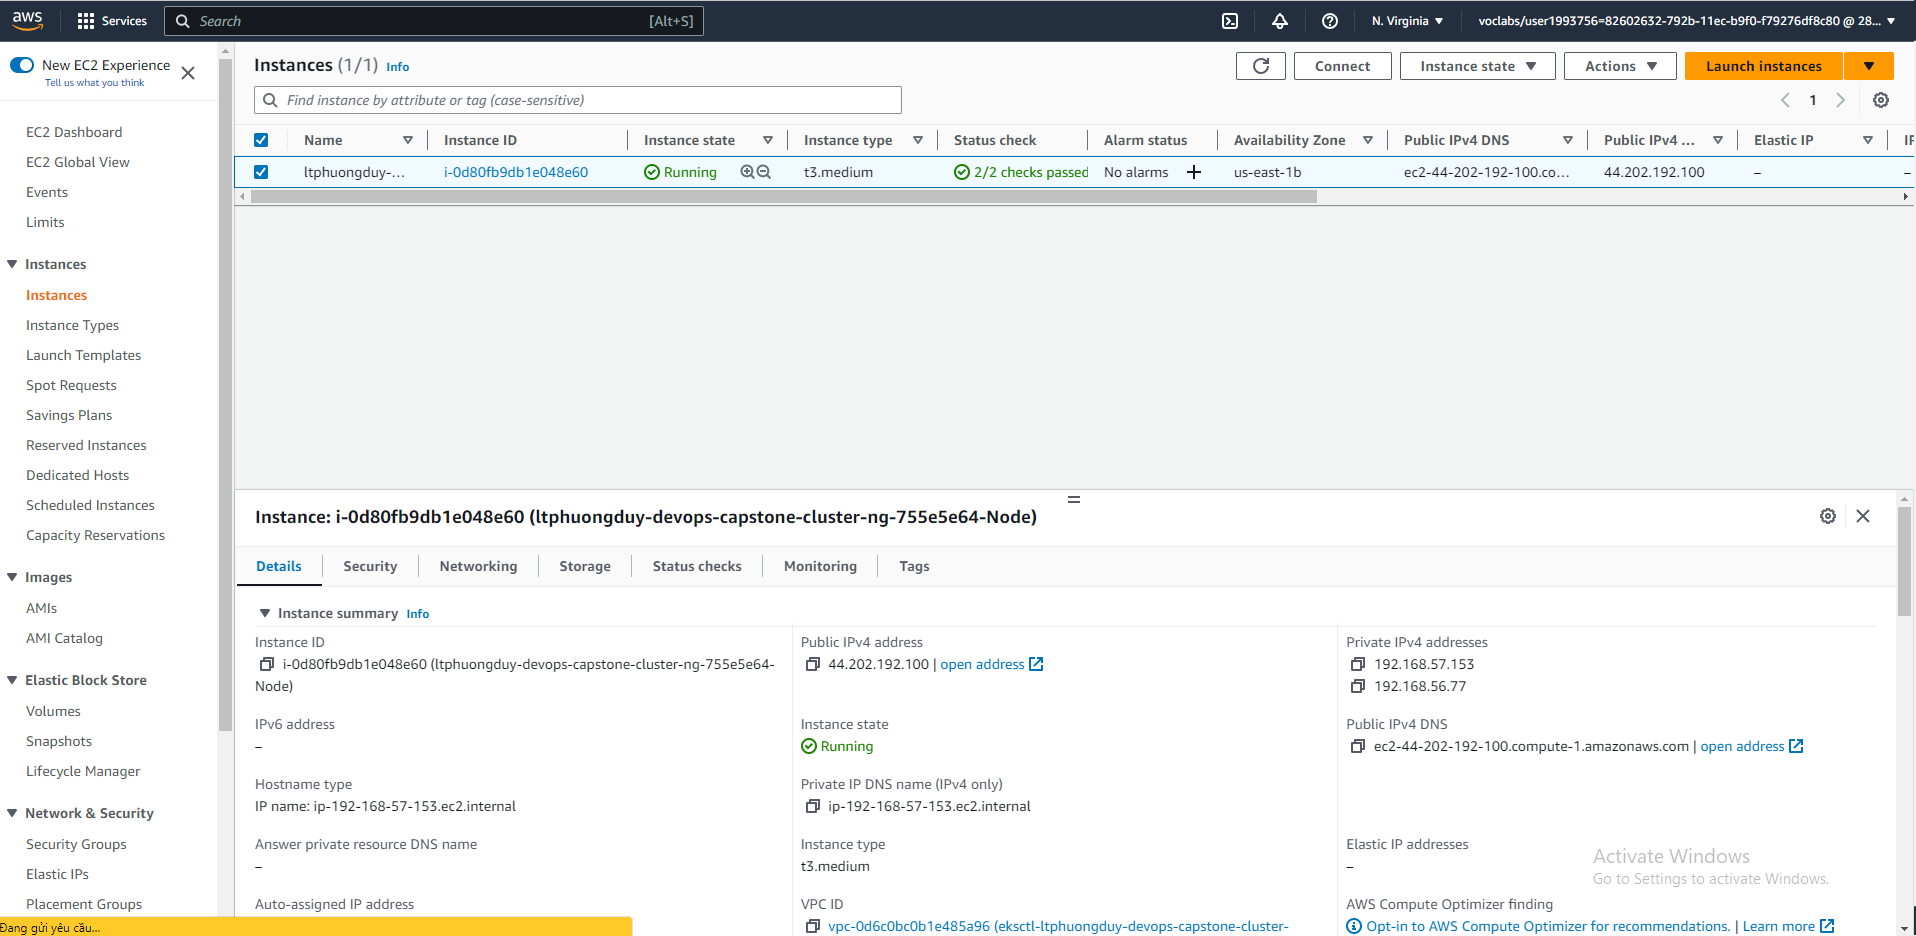 aws Services Search [Alt+S] N. Virginia voclabs/user1993756=82602632-792b-11ec-b9f0-f79276df8c80 @ 28...
New EC2 Experience
Tell us what you think
EC2 Dashboard
EC2 Global View
Events
Limits
Instances
Instances
Instance Types
Launch Templates
Spot Requests
Savings Plans
Reserved Instances
Dedicated Hosts
Scheduled Instances
Capacity Reservations
Images
AMIs
AMI Catalog
Elastic Block Store
Volumes
Snapshots
Lifecycle Manager
Network & Security
Security Groups
Elastic IPs
Placement Groups
Đang gửi yêu cầu...
Instances (1/1) Info Connect Instance state Actions Launch instances
Find instance by attribute or tag (case-sensitive) 1
Name Instance ID Instance state Instance type Status check Alarm status Availability Zone Public IPv4 DNS Public IPv4 ... Elastic IP
ltphuongduy-... i-0d80fb9db1e048e60 Running t3.medium 2/2 checks passed No alarms + us-east-1b ec2-44-202-192-100.co... 44.202.192.100 – –
Instance: i-0d80fb9db1e048e60 (ltphuongduy-devops-capstone-cluster-ng-755e5e64-Node)
Details Security Networking Storage Status checks Monitoring Tags
Instance summary Info
Instance ID
i-0d80fb9db1e048e60 (ltphuongduy-devops-capstone-cluster-ng-755e5e64-
Node)
Public IPv4 address
44.202.192.100 | open address
Private IPv4 addresses
192.168.57.153
192.168.56.77
IPv6 address
–
Instance state
Running
Public IPv4 DNS
ec2-44-202-192-100.compute-1.amazonaws.com | open address
Hostname type
IP name: ip-192-168-57-153.ec2.internal
Private IP DNS name (IPv4 only)
ip-192-168-57-153.ec2.internal
Answer private resource DNS name
–
Instance type
t3.medium
Elastic IP addresses
–
Auto-assigned IP address
VPC ID
vpc-0d6c0bc0b1e485a96 (eksctl-ltphuongduy-devops-capstone-cluster-
AWS Compute Optimizer finding
Opt-in to AWS Compute Optimizer for recommendations. | Learn more
Activate Windows
Go to Settings to activate Windows.